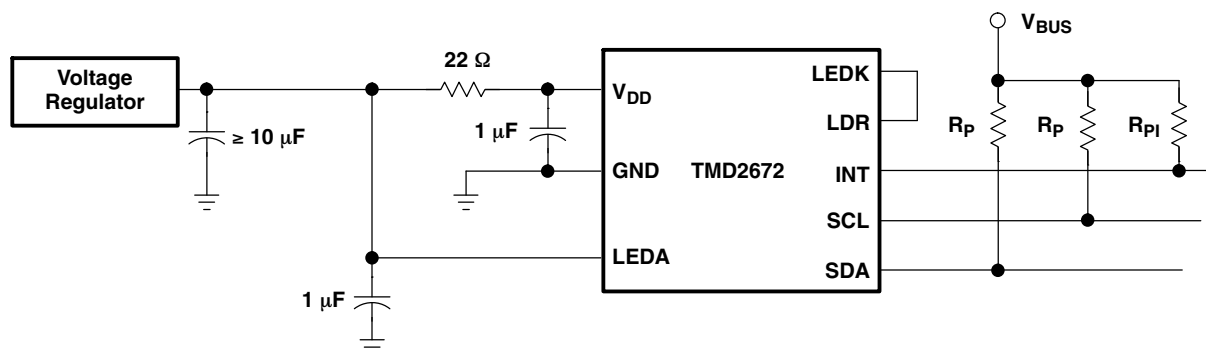 V_BUS
22 Ω
Voltage
Regulator
LEDK
V_DD
≥ 10 μF
1 μF
LDR
R_P
R_P
R_PI
GND
TMD2672
INT
SCL
LEDA
SDA
1 μF